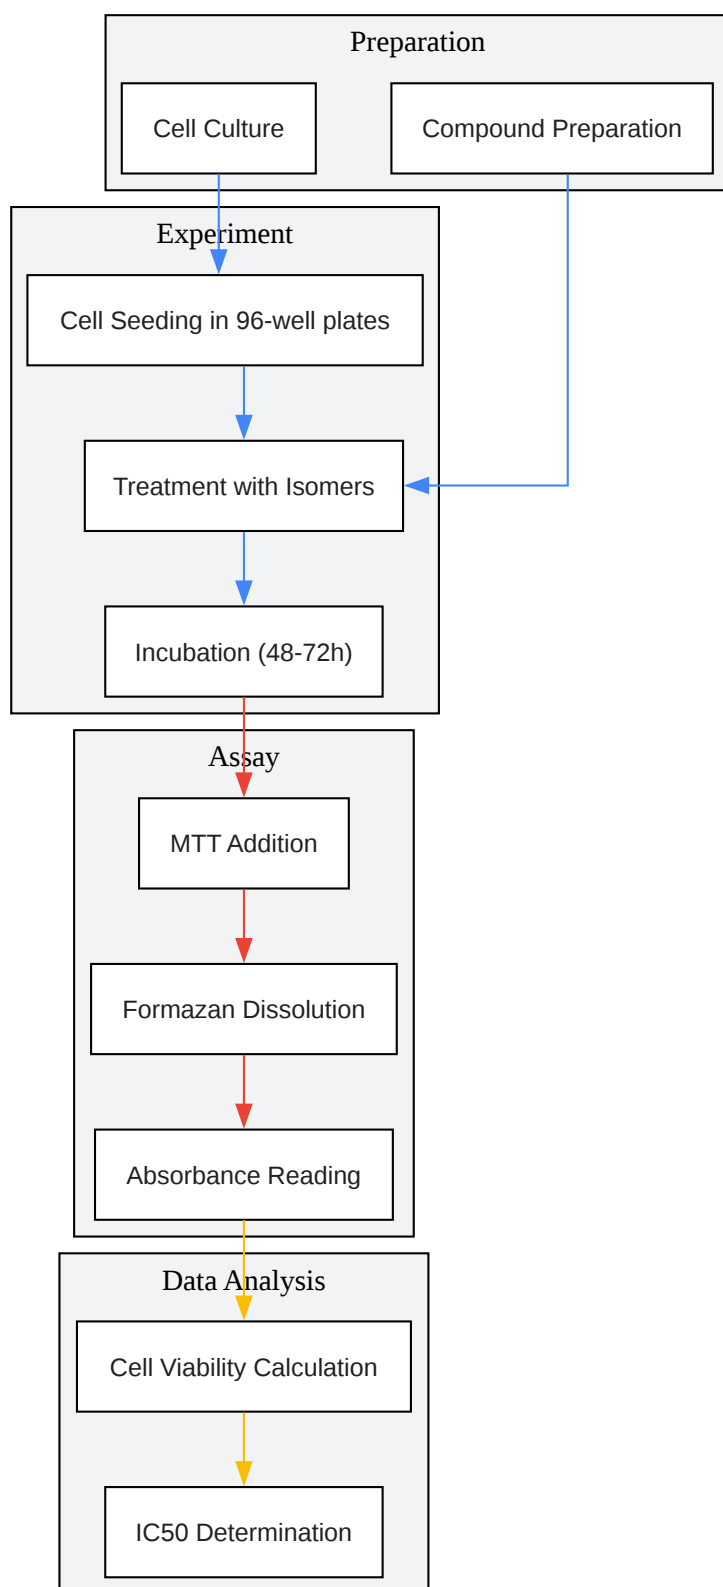 Preparation
Cell Culture
Compound Preparation
Experiment
Cell Seeding in 96-well plates
Treatment with Isomers
Incubation (48-72h)
Assay
MTT Addition
Formazan Dissolution
Absorbance Reading
Data Analysis
Cell Viability Calculation
IC50 Determination